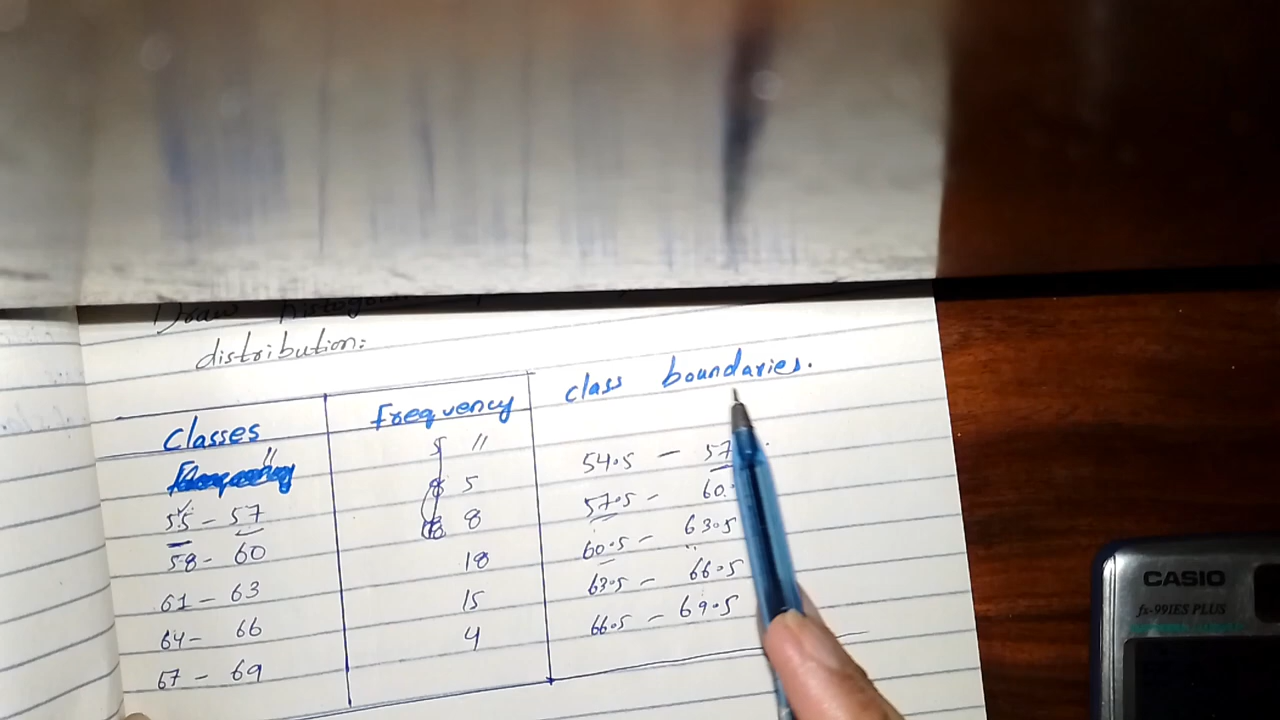 Draw
distribution:
Classes Frequency class boundaries.
"
5 "
55 - 57 5 54.5 - 57
58 - 60 8 57.5 - 60.
61 - 63 18 60.5 - 63.5
64 - 66 15 63.5 - 66.5
67 - 69 4 66.5 - 69.5
CASIO
fx-991ES PLUS